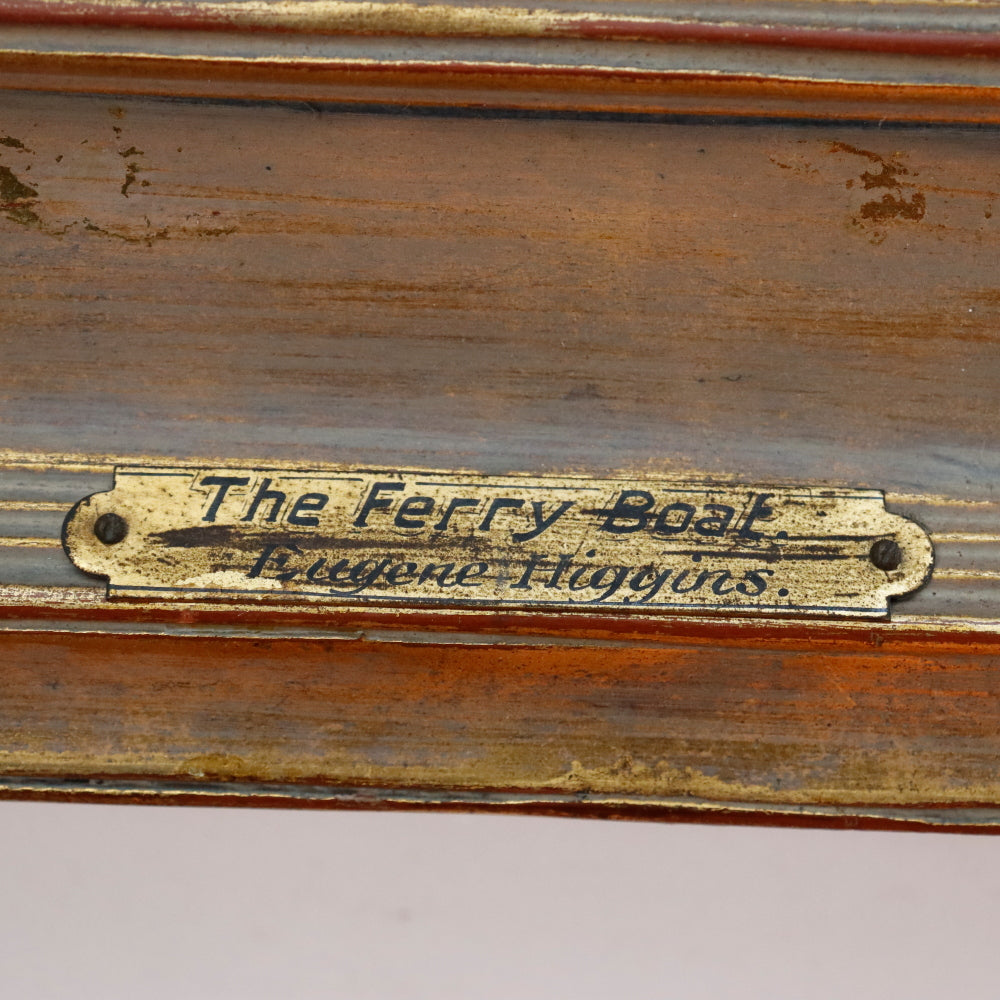 The Ferry Boat.
Eugene Higgins.